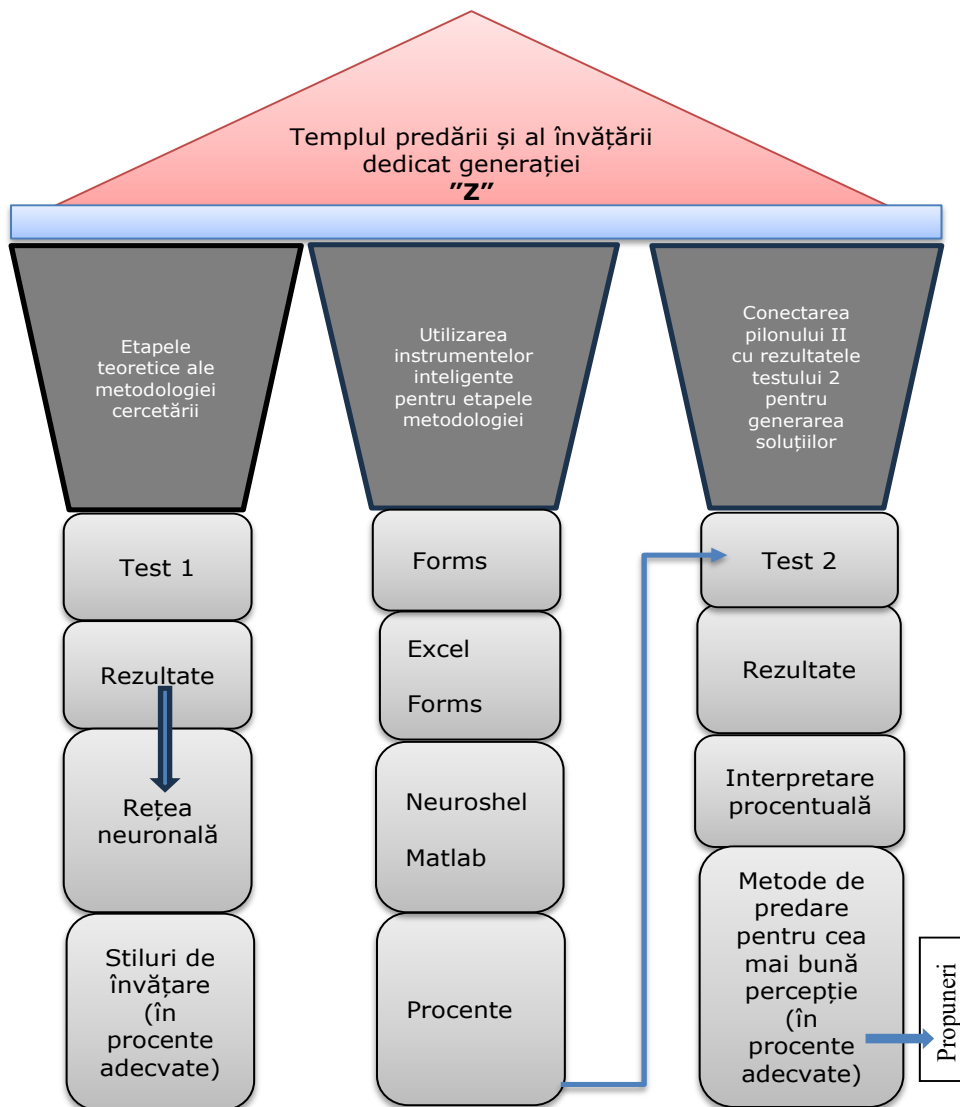 Templul predării și al învățării
dedicat generației
”Z”
Etapele
teoretice ale
metodologiei
cercetării
Test 1
Rezultate
Rețea
neuronală
Stiluri de
învățare
(în
procente
adecvate)
Utilizarea
instrumentelor
inteligente
pentru etapele
metodologiei
Forms
Excel
Forms
Neuroshel
Matlab
Procente
Conectarea
pilonului II
cu rezultatele
testului 2
pentru
generarea
soluțiilor
Test 2
Rezultate
Interpretare
procentuală
Metode de
predare
pentru cea
mai bună
percepție
(în
procente
adecvate)
Propuneri